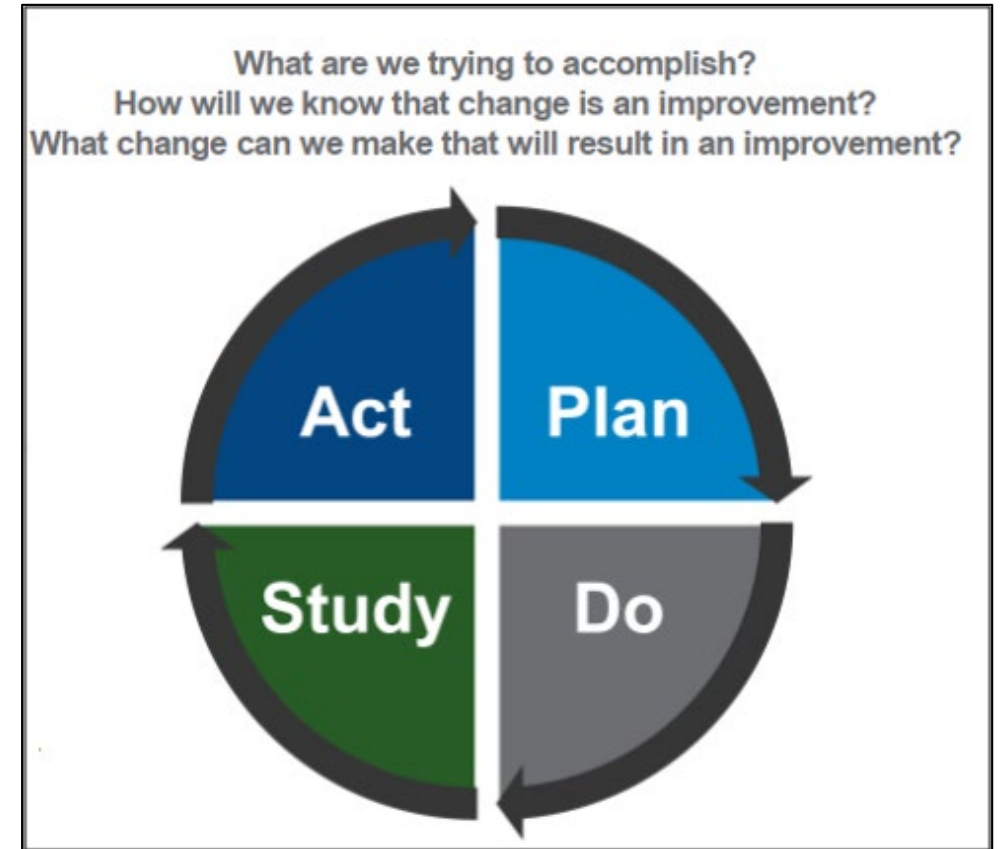 What are we trying to accomplish?
How will we know that change is an improvement?
What change can we make that will result in an improvement?
Act
Plan
Study
Do